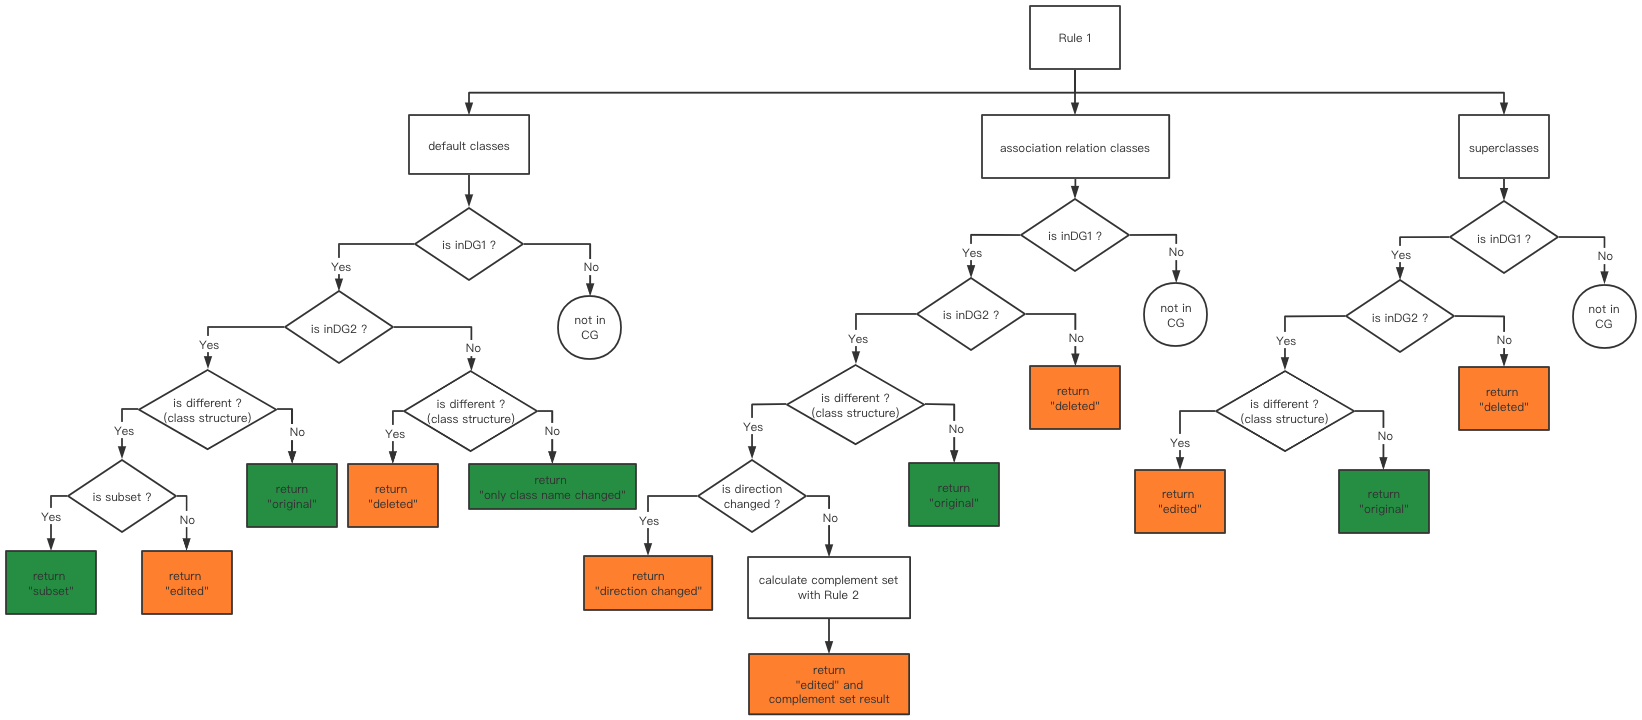 Rule 1
default classes
association relation classes
superclasses
is inDG1 ?
is inDG1 ?
is inDG1 ?
Yes
No
Yes
No
Yes
No
is inDG2 ?
not in
CG
is inDG2 ?
not in
CG
is inDG2 ?
not in
CG
Yes
No
Yes
No
Yes
No
is different ?
(class structure)
is different ?
(class structure)
is different ?
(class structure)
return
"deleted"
is different ?
(class structure)
return
"deleted"
Yes
No
Yes
No
Yes
No
Yes
No
is subset ?
return
"original"
return
"deleted"
return
"only class name changed"
is direction
changed ?
return
"original"
return
"edited"
return
"original"
Yes
No
Yes
No
return
"subset"
return
"edited"
return
"direction changed"
calculate complement set
with Rule 2
return
"edited" and
complement set result